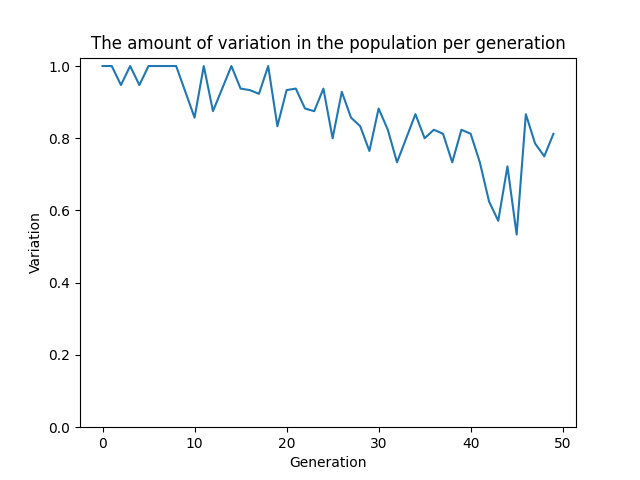 The amount of variation in the population per generation
1.0
0.8
0.6
0.4
0.2
0.0
Variation
0 10 20 30 40 50
Generation